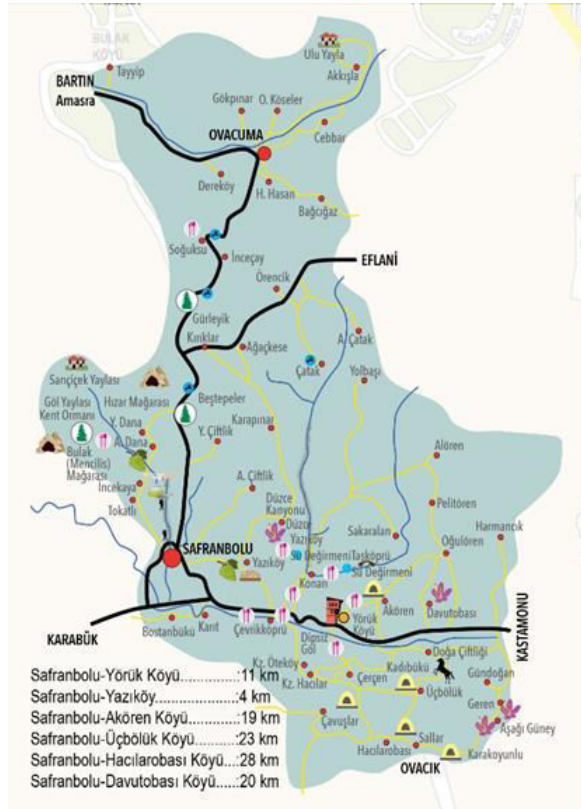 BULAK
KÖYÜ
Tayyip
BARTIN
Amasra
Ulu Yayla
Akkışla
Gökpınar
O. Köseler
OVACUMA
Cebbar
Dereköy
H. Hasan
Bağcığaz
Soğuksu
İnceçay
EFLANİ
Örencik
Gürleyik
Kırıklar
Ağaçkese
A. Çatak
Çatak
Yolbaşı
Sarıçiçek Yaylası
Göl Yaylası
Kent Ormanı
Hızar Mağarası
Beştepeler
Y. Dana
A. Dana
Y. Çiftlik
Karapınar
Bulak
(Mencilis)
Mağarası
İncekaya
Tokatlı
A. Çiftlik
Alören
Düzce
Kanyonu
Düzce
Pelitören
Harmancık
Sakaralan
Oğulören
SAFRANBOLU
Yazıköy
Yazıköy
Su Değirmeni
Taşköprü
Su Değirmeni
Konarı
Akören
Davutobası
Yörük
Köyü
KARABÜK
Bostanbükü
Karıt
Çevrikköprü
Dipsiz
Göl
KASTAMONU
Doğa Çiftliği
Kz. Öteköy
Kadıbükü
Gündoğan
Kz. Hacılar
Çerçen
Üçbölük
Geren
Çavuşlar
Aşağı Güney
Hacılarobası
Sallar
Karakoyunlu
OVACIK
Safranbolu-Yörük Köyü............:11 km
Safranbolu-Yazıköy..................:4 km
Safranbolu-Akören Köyü.........:19 km
Safranbolu-Üçbölük Köyü........:23 km
Safranbolu-Hacılarobası Köyü.:28 km
Safranbolu-Davutobası Köyü.....:20 km